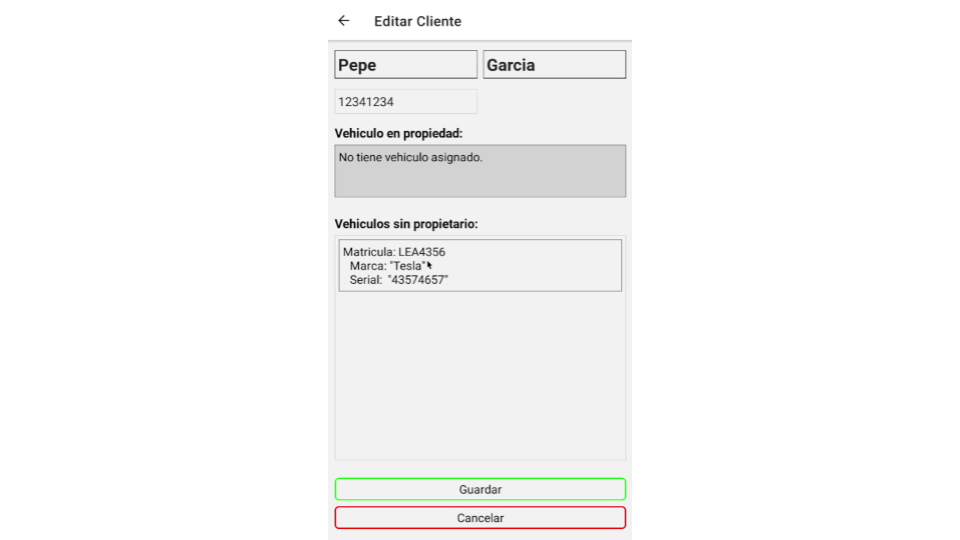 Editar Cliente
Pepe
Garcia
12341234
Vehiculo en propiedad:
No tiene vehiculo asignado.
Vehiculos sin propietario:
Matricula: LEA4356
Marca: "Tesla"
Serial: "43574657"
Guardar
Cancelar